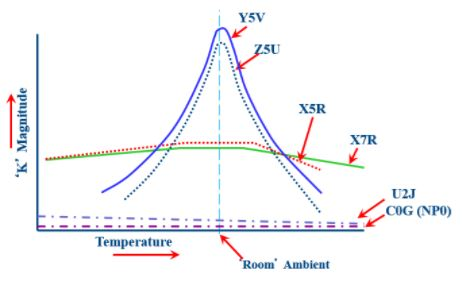 Y5V
Z5U
X5R
X7R
U2J
C0G (NP0)
'K' Magnitude
Temperature
'Room' Ambient